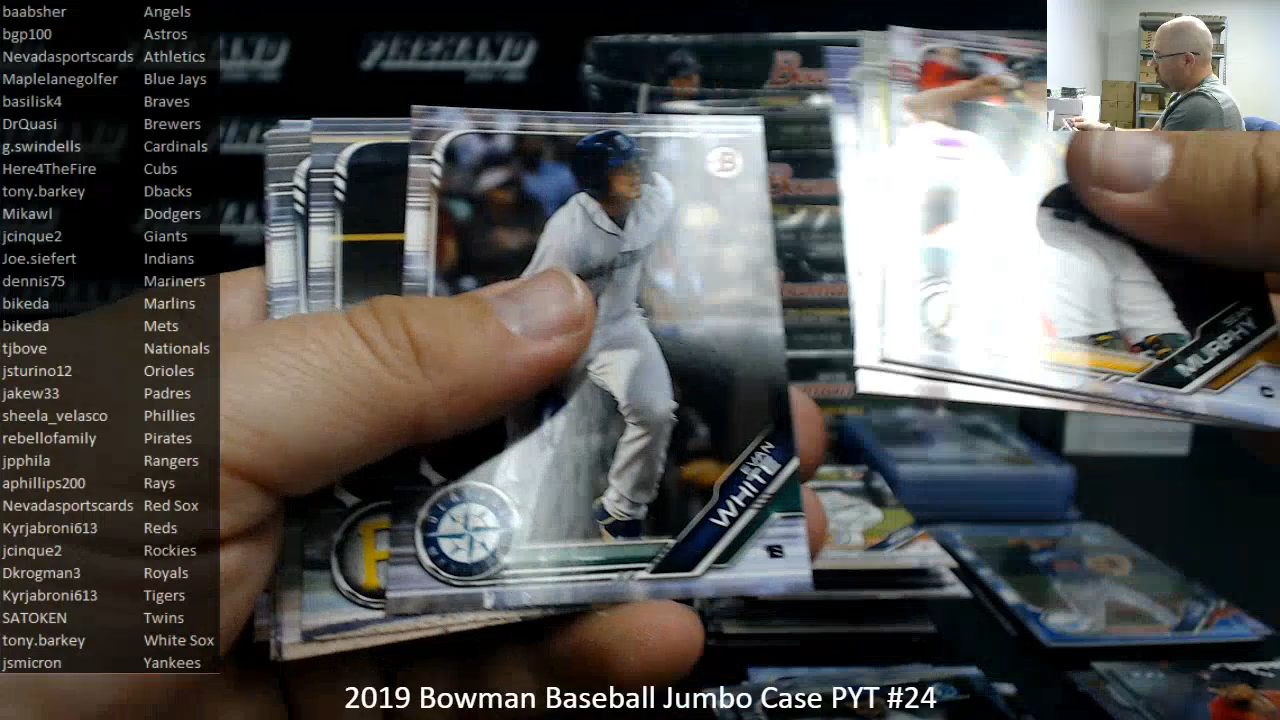 baabsher Angels
bgp100 Astros
Nevadasportscards Athletics
Maplelanegolfer Blue Jays
basilisk4 Braves
DrQuasi Brewers
g.swindells Cardinals
Here4TheFire Cubs
tony.barkey Dbacks
Mikawl Dodgers
jcinque2 Giants
Joe.siefert Indians
dennis75 Mariners
bikeda Marlins
bikeda Mets
tjbove Nationals
jsturino12 Orioles
jakew33 Padres
sheela_velasco Phillies
rebellofamily Pirates
jpphila Rangers
aphillips200 Rays
Nevadasportscards Red Sox
Kyrjabroni613 Reds
jcinque2 Rockies
Dkrogman3 Royals
Kyrjabroni613 Tigers
SATOKEN Twins
tony.barkey White Sox
jsmicron Yankees
B
EVAN
WHITE
MURPHY
C
P
2019 Bowman Baseball Jumbo Case PYT #24